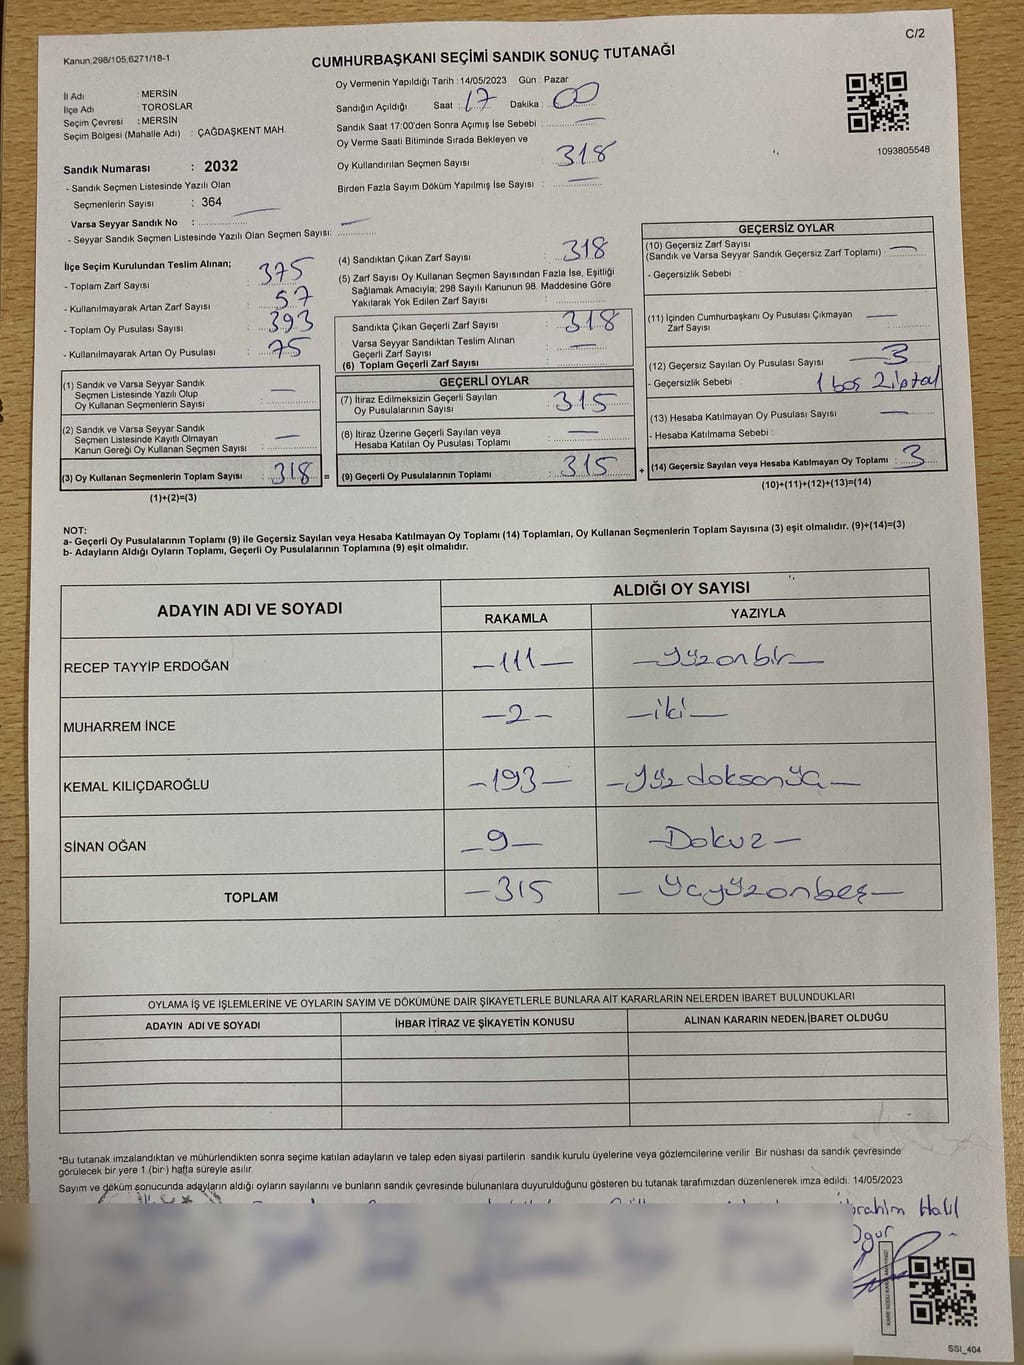 C/2
Kanun;298/105,6271/18-1
CUMHURBAŞKANI SEÇİMİ SANDIK SONUÇ TUTANAĞI
İl Adı : MERSİN
İlçe Adı : TOROSLAR
Seçim Çevresi : MERSİN
Seçim Bölgesi (Mahalle Adı) : ÇAĞDAŞKENT MAH.
Sandık Numarası : 2032
- Sandık Seçmen Listesinde Yazılı Olan
Seçmenlerin Sayısı : 364
Varsa Seyyar Sandık No : —
- Seyyar Sandık Seçmen Listesinde Yazılı Olan Seçmen Sayısı: —
Oy Vermenin Yapıldığı Tarih : 14/05/2023 Gün : Pazar
Sandığın Açıldığı Saat : 17 Dakika : 00
Sandık Saat 17:00'den Sonra Açımış İse Sebebi : —
Oy Verme Saati Bitiminde Sırada Bekleyen ve
Oy Kullandırılan Seçmen Sayısı : 318
Birden Fazla Sayım Döküm Yapılmış İse Sayısı : —
1093805548
İlçe Seçim Kurulundan Teslim Alınan;
- Toplam Zarf Sayısı : 375
- Kullanılmayarak Artan Zarf Sayısı : 57
- Toplam Oy Pusulası Sayısı : 393
- Kullanılmayarak Artan Oy Pusulası : 75
(1) Sandık ve Varsa Seyyar Sandık
Seçmen Listesinde Yazılı Olup
Oy Kullanan Seçmenlerin Sayısı : —
(2) Sandık ve Varsa Seyyar Sandık
Seçmen Listesinde Kayıtlı Olmayan
Kanun Gereği Oy Kullanan Seçmen Sayısı : —
(3) Oy Kullanan Seçmenlerin Toplam Sayısı : 318 =
(1)+(2)=(3)
(4) Sandıktan Çıkan Zarf Sayısı : 318
(5) Zarf Sayısı Oy Kullanan Seçmen Sayısından Fazla İse, Eşitliği
Sağlamak Amacıyla; 298 Sayılı Kanunun 98. Maddesine Göre
Yakılarak Yok Edilen Zarf Sayısı :
Sandıkta Çıkan Geçerli Zarf Sayısı : 318
Varsa Seyyar Sandıktan Teslim Alınan
Geçerli Zarf Sayısı : —
(6) Toplam Geçerli Zarf Sayısı :
GEÇERLİ OYLAR
(7) İtiraz Edilmeksizin Geçerli Sayılan
Oy Pusulalarının Sayısı : 315
(8) İtiraz Üzerine Geçerli Sayılan veya
Hesaba Katılan Oy Pusulası Toplamı : —
(9) Geçerli Oy Pusulalarının Toplamı : 315 +
GEÇERSİZ OYLAR
(10) Geçersiz Zarf Sayısı
(Sandık ve Varsa Seyyar Sandık Geçersiz Zarf Toplamı) : —
- Geçersizlik Sebebi :
(11) İçinden Cumhurbaşkanı Oy Pusulası Çıkmayan
Zarf Sayısı : —
(12) Geçersiz Sayılan Oy Pusulası Sayısı : 3
- Geçersizlik Sebebi : 1 boş 2 iptal
(13) Hesaba Katılmayan Oy Pusulası Sayısı : —
- Hesaba Katılmama Sebebi :
(14) Geçersiz Sayılan veya Hesaba Katılmayan Oy Toplamı : 3
(10)+(11)+(12)+(13)=(14)
NOT:
a- Geçerli Oy Pusulalarının Toplamı (9) ile Geçersiz Sayılan veya Hesaba Katılmayan Oy Toplamı (14) Toplamları, Oy Kullanan Seçmenlerin Toplam Sayısına (3) eşit olmalıdır. (9)+(14)=(3)
b- Adayların Aldığı Oyların Toplamı, Geçerli Oy Pusulalarının Toplamına (9) eşit olmalıdır.
ADAYIN ADI VE SOYADI ALDIĞI OY SAYISI
RAKAMLA YAZIYLA
RECEP TAYYİP ERDOĞAN —111— —Yüzonbir—
MUHARREM İNCE —2— —iki—
KEMAL KILIÇDAROĞLU —193— —Yüz doksanüç—
SİNAN OĞAN —9— —Dokuz—
TOPLAM —315 —Üçyüzonbeş—
OYLAMA İŞ VE İŞLEMLERİNE VE OYLARIN SAYIM VE DÖKÜMÜNE DAİR ŞİKAYETLERLE BUNLARA AİT KARARLARIN NELERDEN İBARET BULUNDUKLARI
ADAYIN ADI VE SOYADI İHBAR İTİRAZ VE ŞİKAYETİN KONUSU ALINAN KARARIN NEDEN İBARET OLDUĞU
*Bu tutanak imzalandıktan ve mühürlendikten sonra seçime katılan adayların ve talep eden siyasi partilerin sandık kurulu üyelerine veya gözlemcilerine verilir. Bir nüshası da sandık çevresinde
görülecek bir yere 1 (bir) hafta süreyle asılır.
Sayım ve döküm sonucunda adayların aldığı oyların sayılarını ve bunların sandık çevresinde bulunanlara duyurulduğunu gösteren bu tutanak tarafımızdan düzenlenerek imza edildi. 14/05/2023
İbrahim Halil
Ogur
SSI_404